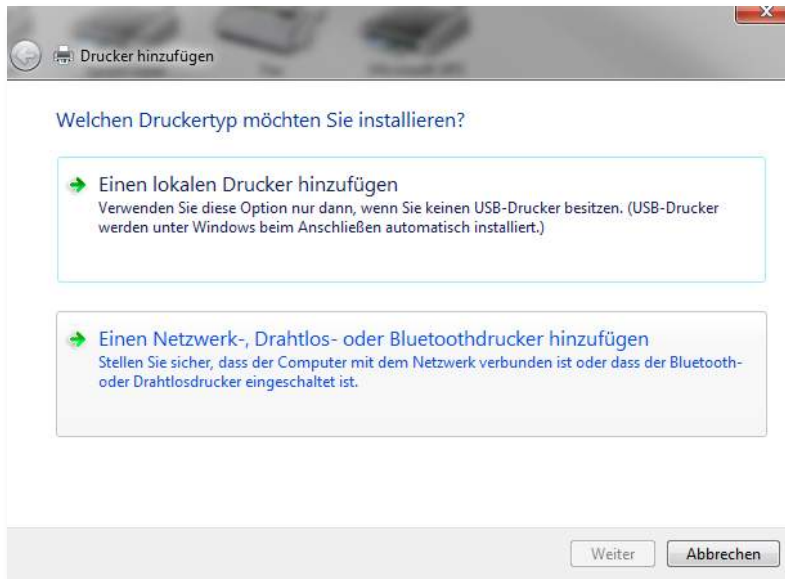 Drucker hinzufügen
Welchen Druckertyp möchten Sie installieren?
Einen lokalen Drucker hinzufügen
Verwenden Sie diese Option nur dann, wenn Sie keinen USB-Drucker besitzen. (USB-Drucker
werden unter Windows beim Anschließen automatisch installiert.)
Einen Netzwerk-, Drahtlos- oder Bluetoothdrucker hinzufügen
Stellen Sie sicher, dass der Computer mit dem Netzwerk verbunden ist oder dass der Bluetooth-
oder Drahtlosdrucker eingeschaltet ist.
Weiter
Abbrechen